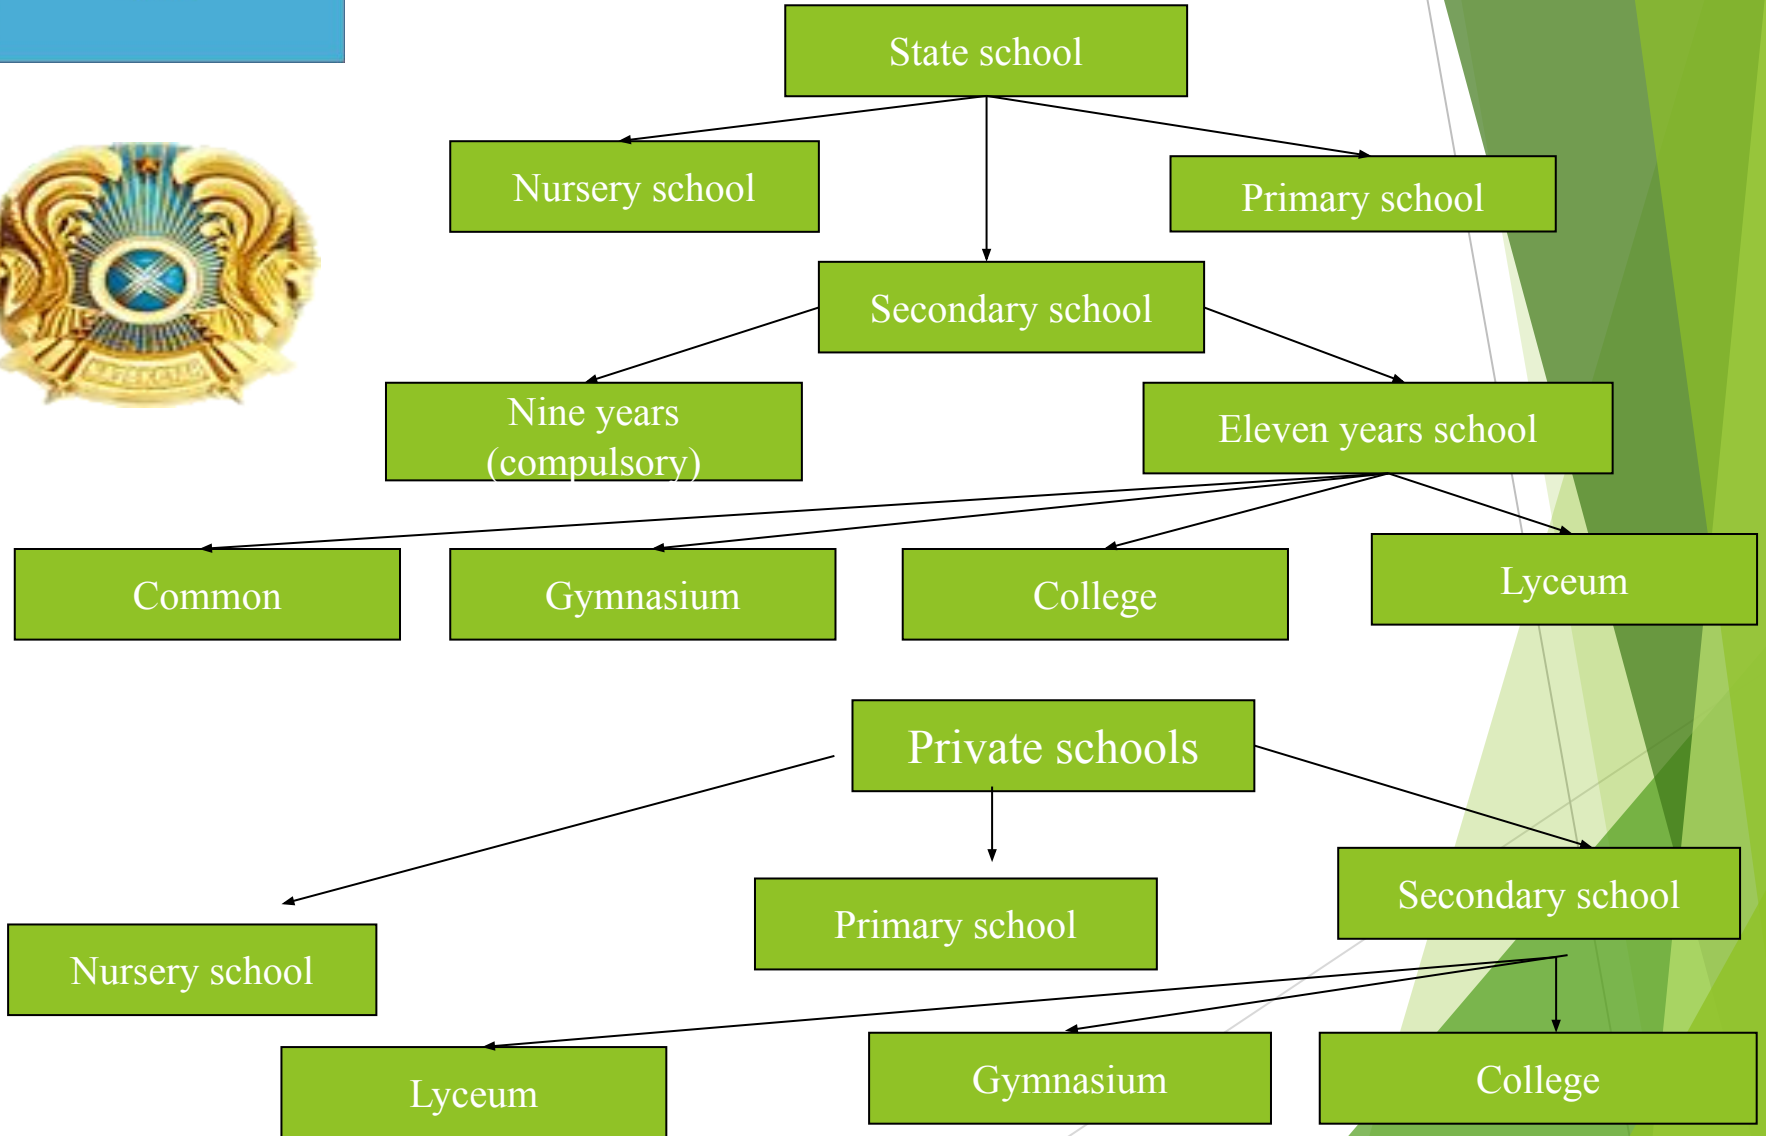 State school
Nursery school
Primary school
Secondary school
Nine years
(compulsory)
Eleven years school
Common
Gymnasium
College
Lyceum
Private schools
Nursery school
Primary school
Secondary school
Lyceum
Gymnasium
College